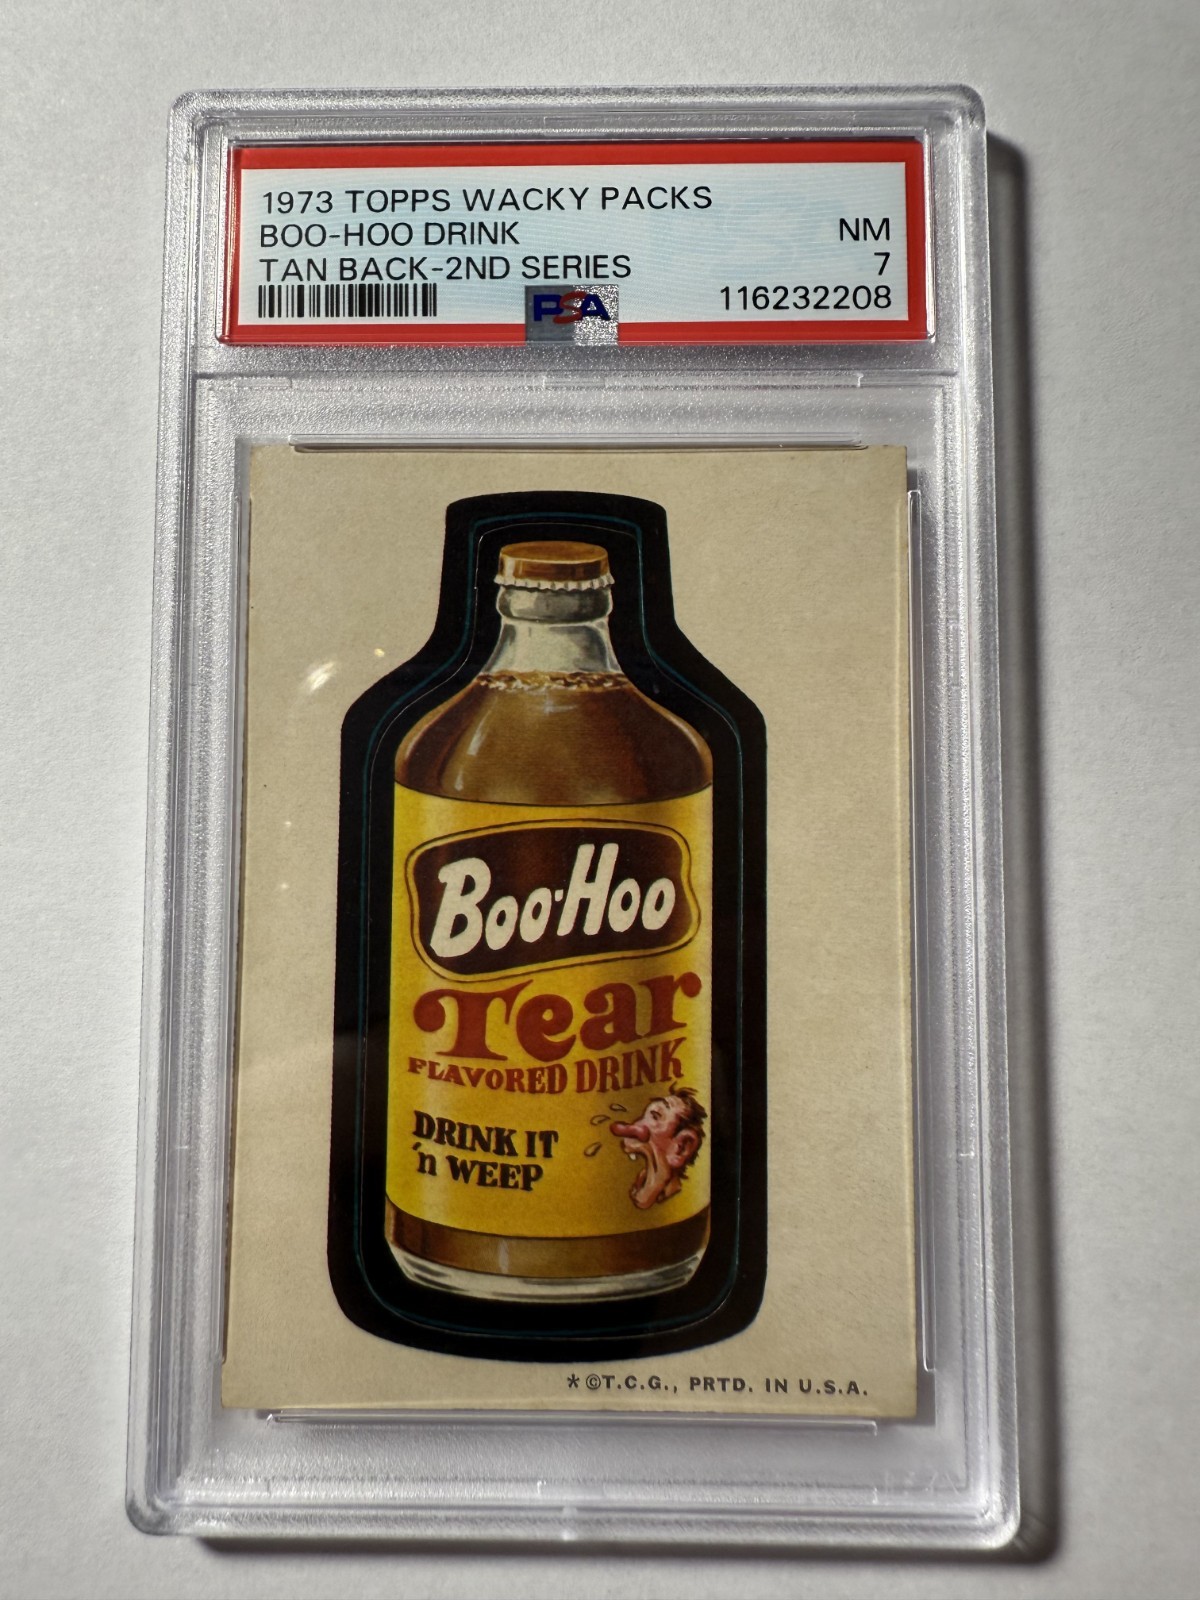 1973 TOPPS WACKY PACKS
BOO-HOO DRINK NM
TAN BACK-2ND SERIES 7
PSA 116232208
BOO-HOO
Tear
FLAVORED DRINK
DRINK IT
'n WEEP
*©T.C.G., PRTD. IN U.S.A.